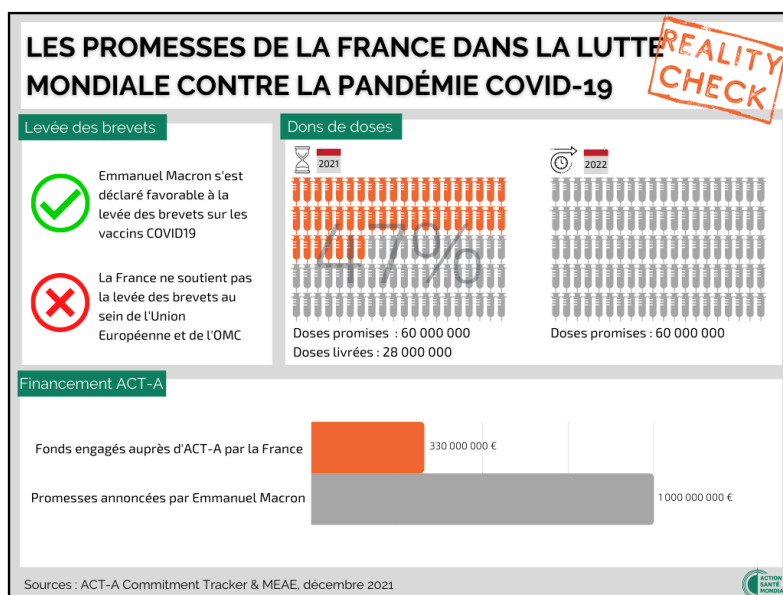 LES PROMESSES DE LA FRANCE DANS LA LUTTE
MONDIALE CONTRE LA PANDÉMIE COVID-19
REALITY
CHECK
Levée des brevets
Emmanuel Macron s'est
déclaré favorable à la
levée des brevets sur les
vaccins COVID19
La France ne soutient pas
la levée des brevets au
sein de l'Union
Européenne et de l'OMC
Dons de doses
2021
47%
Doses promises : 60 000 000
Doses livrées : 28 000 000
2022
Doses promises : 60 000 000
Financement ACT-A
Fonds engagés auprès d'ACT-A par la France
330 000 000 €
Promesses annoncées par Emmanuel Macron
1 000 000 000 €
Sources : ACT-A Commitment Tracker & MEAE, décembre 2021
ACTION
SANTÉ